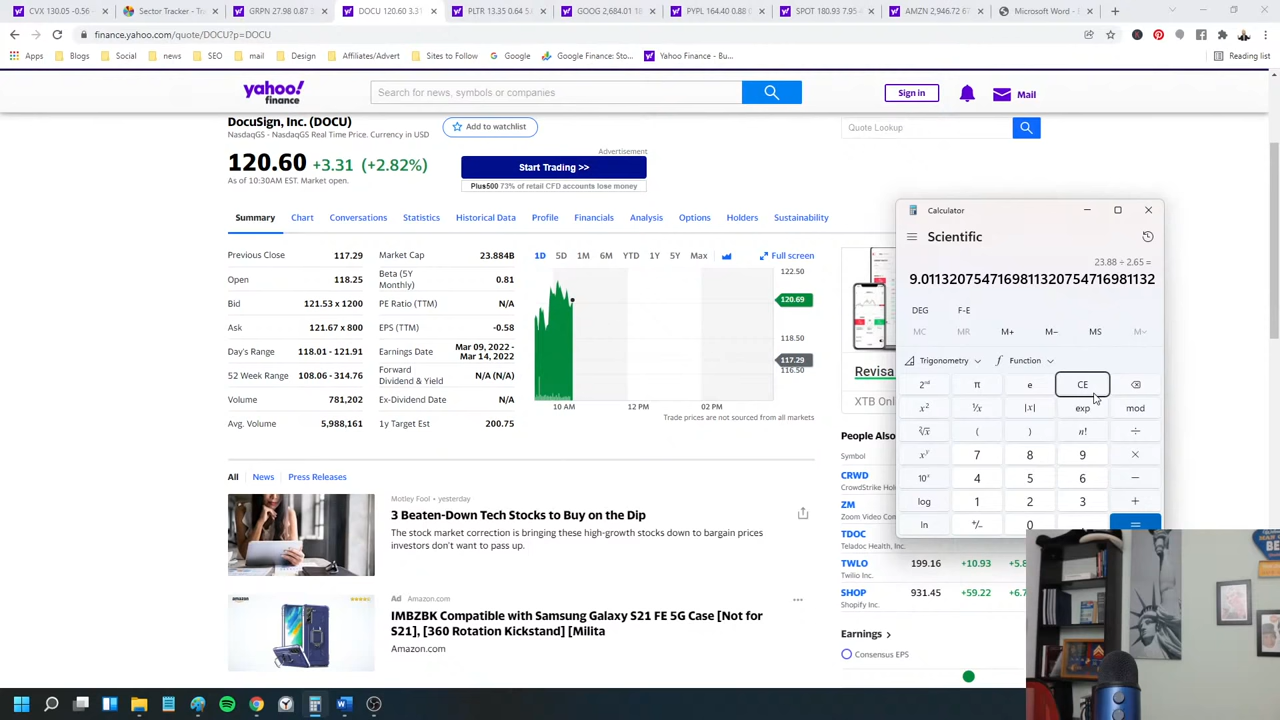 CVX 130.05 -0.56
Sector Tracker - Tra
GRPN 27.98 0.87 3
DOCU 120.60 3.31
PLTR 13.35 0.64 5.0
GOOG 2,684.01 18.1
PYPL 164.40 0.88 0
SPOT 180.93 7.95 4
AMZN 2,946.72 67
Microsoft Word - E
finance.yahoo.com/quote/DOCU?p=DOCU
Apps
Blogs
Social
news
SEO
mail
Design
Affiliates/Advert
Sites to Follow
Google
Google Finance: Sto...
Yahoo Finance - Bu...
Reading list
yahoo!
finance
Search for news, symbols or companies
Sign in
Mail
DocuSign, Inc. (DOCU)
NasdaqGS - NasdaqGS Real Time Price. Currency in USD
Add to watchlist
Quote Lookup
120.60 +3.31 (+2.82%)
As of 10:30AM EST. Market open.
Advertisement
Start Trading >>
Plus500 73% of retail CFD accounts lose money
Summary
Chart
Conversations
Statistics
Historical Data
Profile
Financials
Analysis
Options
Holders
Sustainability
Previous Close 117.29
Open 118.25
Bid 121.53 x 1200
Ask 121.67 x 800
Day's Range 118.01 - 121.91
52 Week Range 108.06 - 314.76
Volume 781,202
Avg. Volume 5,988,161
Market Cap 23.884B
Beta (5Y
Monthly) 0.81
PE Ratio (TTM) N/A
EPS (TTM) -0.58
Earnings Date Mar 09, 2022 -
Mar 14, 2022
Forward
Dividend & Yield N/A (N/A)
Ex-Dividend Date N/A
1y Target Est 200.75
1D 5D 1M 6M YTD 1Y 5Y Max
Full screen
122.50
120.69
118.50
117.29
116.50
10 AM
12 PM
02 PM
Trade prices are not sourced from all markets
All
News
Press Releases
Motley Fool • yesterday
3 Beaten-Down Tech Stocks to Buy on the Dip
The stock market correction is bringing these high-growth stocks down to bargain prices
investors don't want to pass up.
Ad Amazon.com
IMBZBK Compatible with Samsung Galaxy S21 FE 5G Case [Not for
S21], [360 Rotation Kickstand] [Milita
Amazon.com
Revisa
XTB Onl
People Also
Symbol
CRWD
CrowdStrike Holdings, Inc.
ZM
Zoom Video Com
TDOC
Teladoc Health, Inc.
TWLO 199.16 +10.93 +5.8
Twilio Inc.
SHOP 931.45 +59.22 +6.7
Shopify Inc.
Earnings
Consensus EPS
Calculator
Scientific
23.88 ÷ 2.65 =
9.0113207547169811320754716981132
DEG
F-E
MC MR M+ M− MS M
Trigonometry
Function
2ⁿᵈ π e CE
x² ¹/x |x| exp mod
²√x ( ) n! ÷
xʸ 7 8 9 ×
10ˣ 4 5 6 −
log 1 2 3 +
ln +/− 0 =